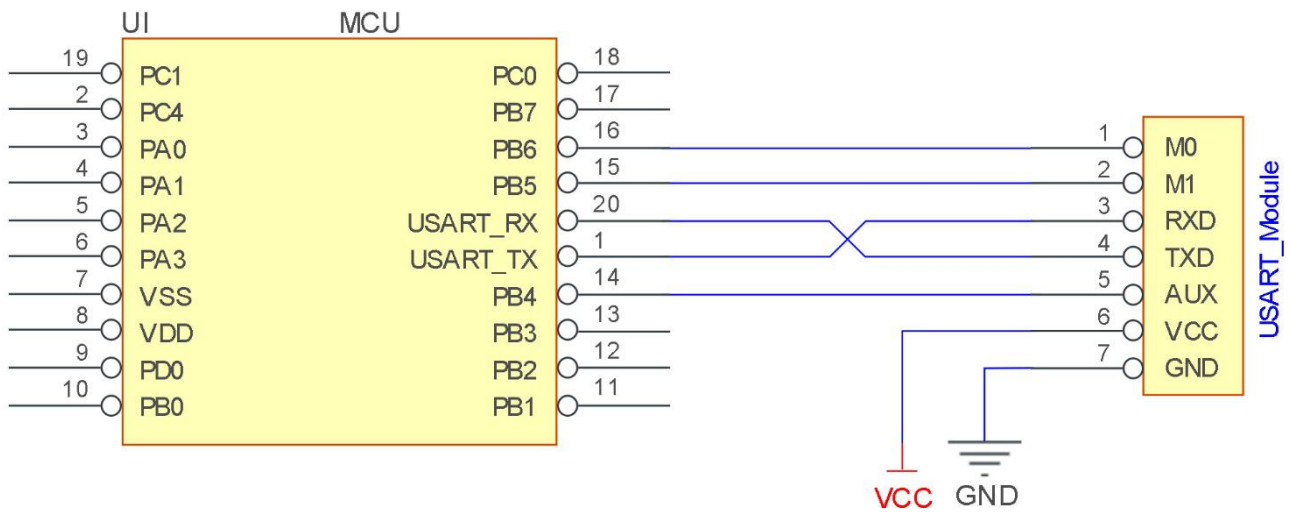 UI MCU
19 PC1 PC0 18
2 PC4 PB7 17
3 PA0 PB6 16 1 M0
4 PA1 PB5 15 2 M1
5 PA2 USART_RX 20 3 RXD
6 PA3 USART_TX 1 4 TXD
7 VSS PB4 14 5 AUX
8 VDD PB3 13 6 VCC
9 PD0 PB2 12 7 GND
10 PB0 PB1 11
USART_Module
VCC GND